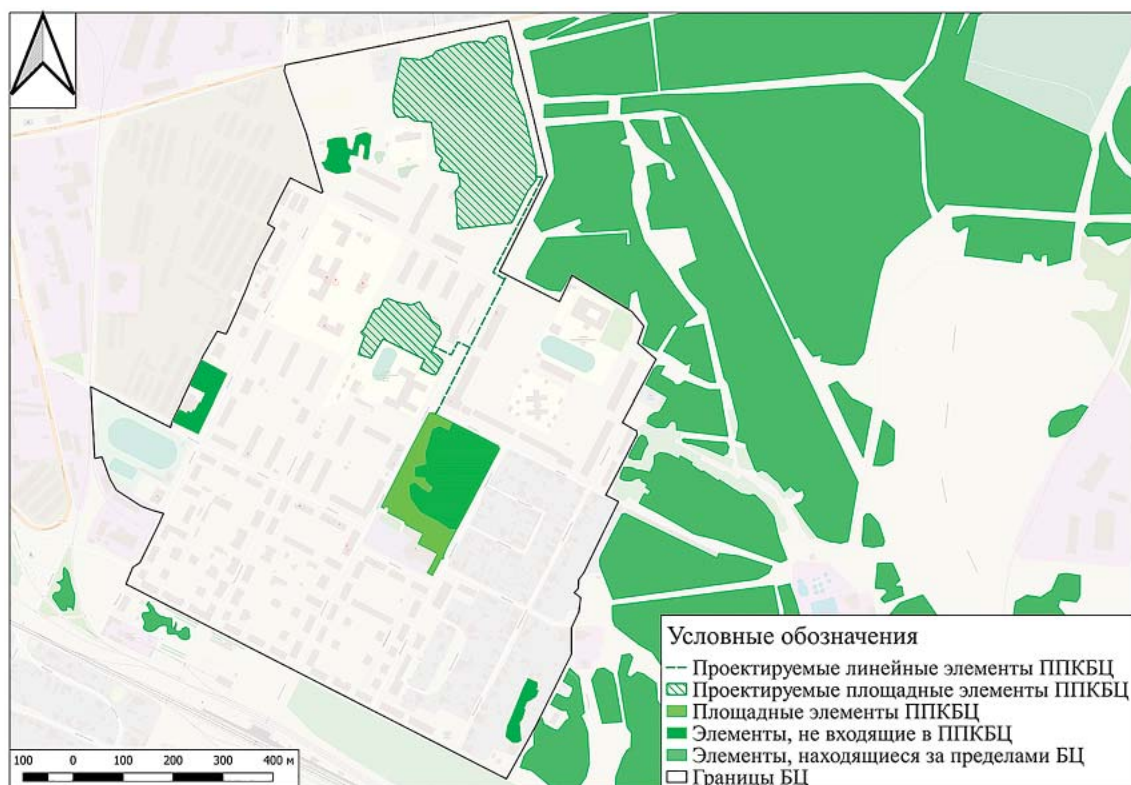 Условные обозначения
Проектируемые линейные элементы ППКБЦ
Проектируемые площадные элементы ППКБЦ
Площадные элементы ППКБЦ
Элементы, не входящие в ППКБЦ
Элементы, находящиеся за пределами БЦ
Границы БЦ
100 0 100 200 300 400 м